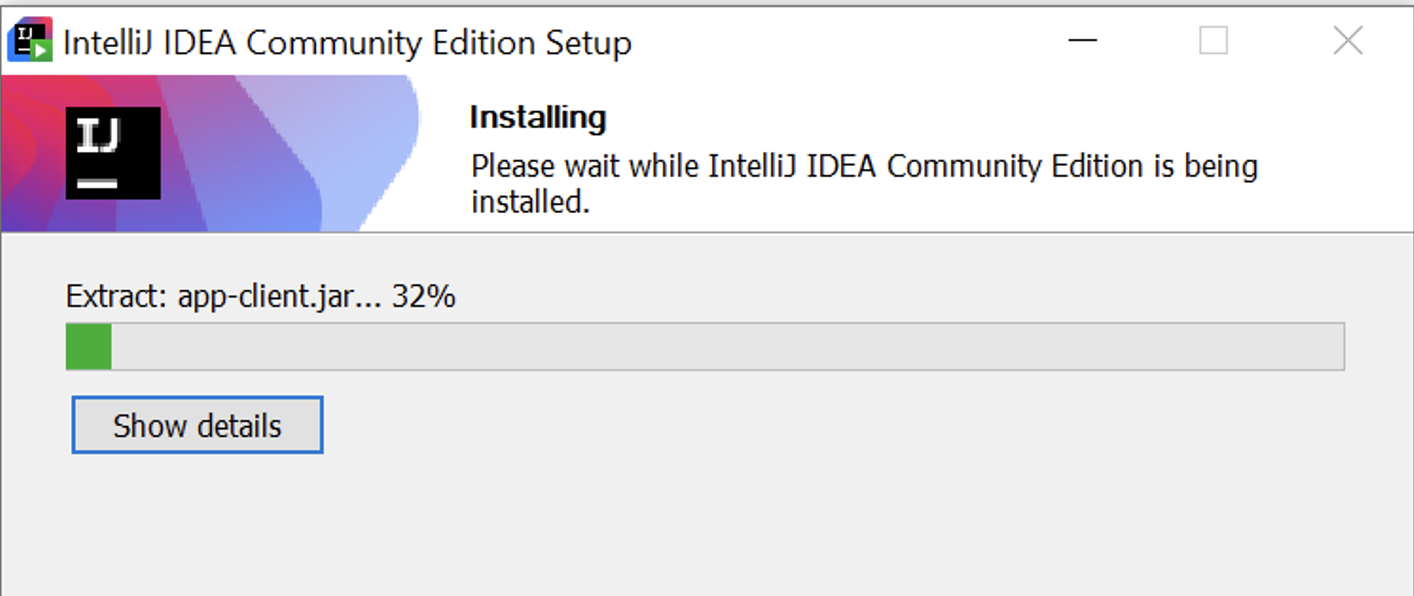 IJ
IntelliJ IDEA Community Edition Setup
IJ
Installing
Please wait while IntelliJ IDEA Community Edition is being
installed.
Extract: app-client.jar... 32%
Show details